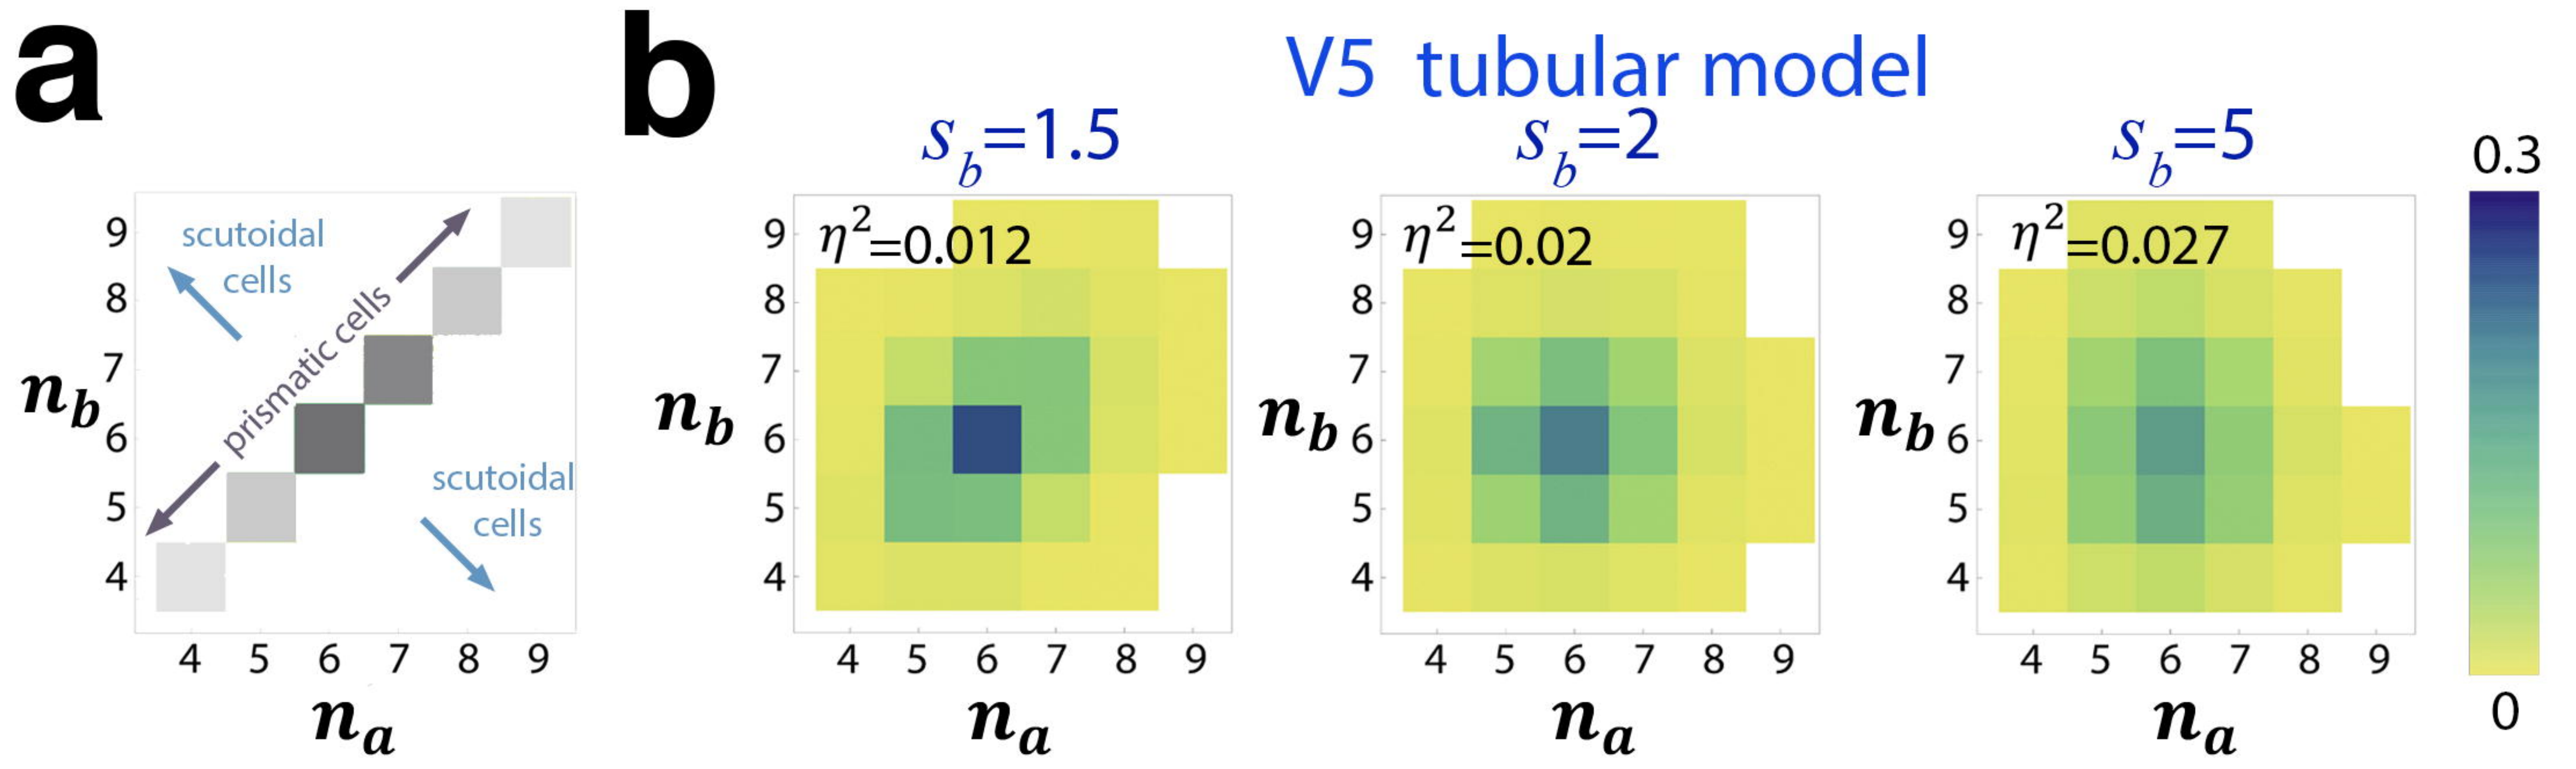 a
b
V5 tubular model
s_b=1.5
s_b=2
s_b=5
0.3
0
scutoidal
cells
prismatic cells
scutoidal
cells
9
8
7
6
5
4
n_b
4 5 6 7 8 9
n_a
η²=0.012
9
8
7
6
5
4
n_b
4 5 6 7 8 9
n_a
η²=0.02
9
8
7
6
5
4
n_b
4 5 6 7 8 9
n_a
η²=0.027
9
8
7
6
5
4
n_b
4 5 6 7 8 9
n_a